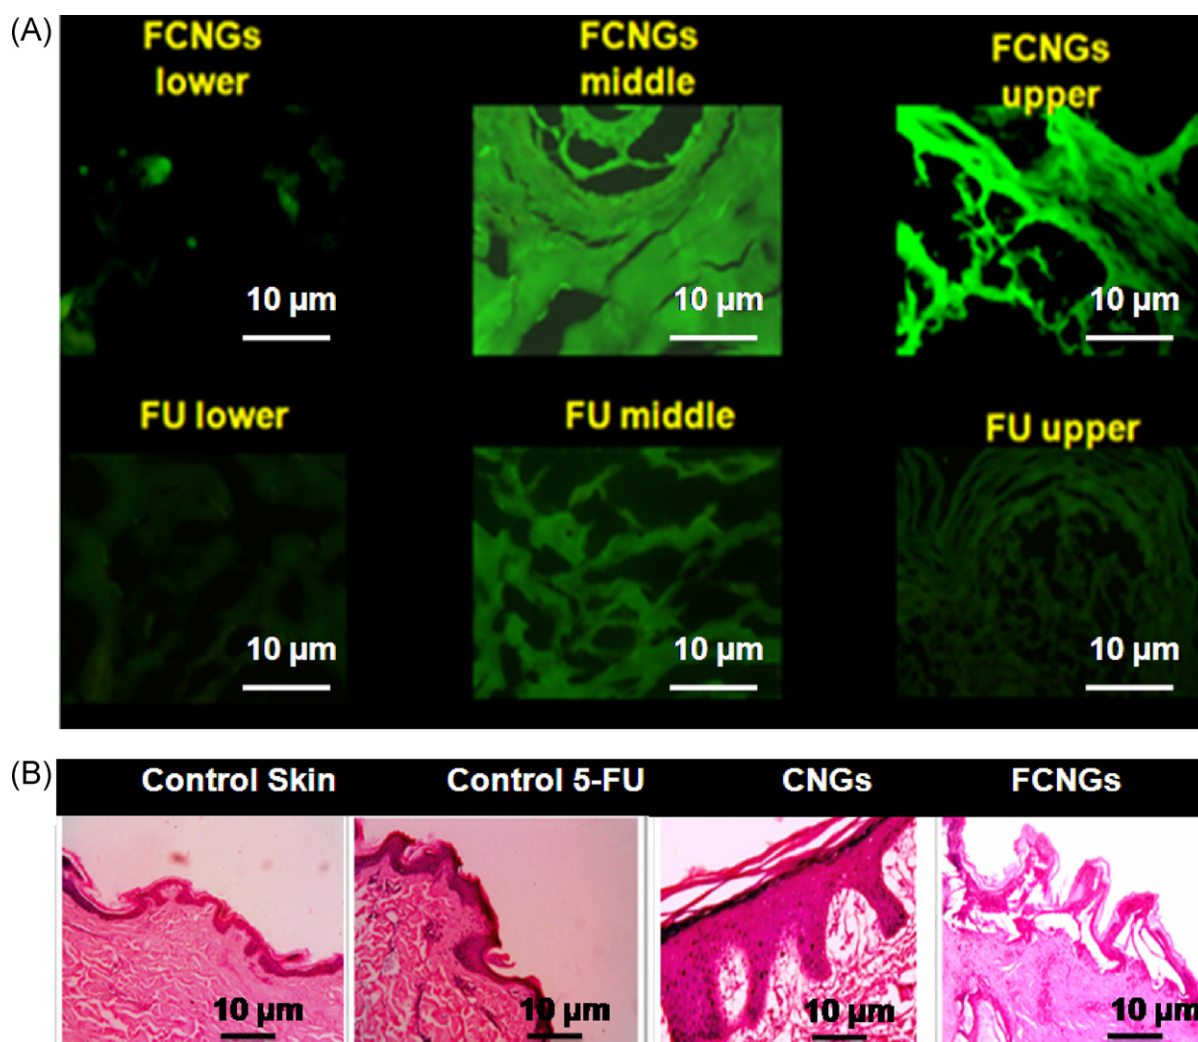 (A)
FCNGs
lower
FCNGs
middle
FCNGs
upper
10 µm
10 µm
10 µm
FU lower
FU middle
FU upper
10 µm
10 µm
10 µm
(B)
Control Skin
Control 5-FU
CNGs
FCNGs
10 µm
10 µm
10 µm
10 µm